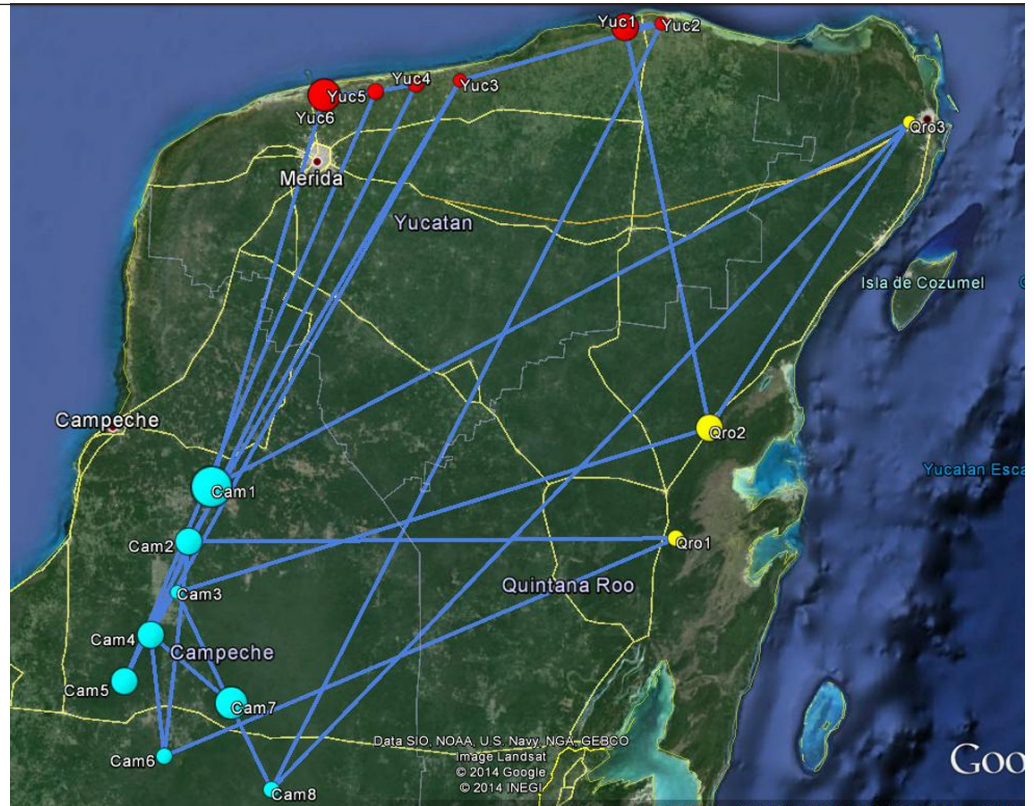 Yuc1
Yuc2
Yuc4
Yuc3
Yuc5
Yuc6
Qro3
Merida
Yucatan
Isla de Cozumel
Campeche
Qro2
Yucatan Esca
Cam1
Cam2
Qro1
Cam3
Quintana Roo
Cam4
Campeche
Cam5
Cam7
Data SIO, NOAA, U.S. Navy, NGA, GEBCO
Image Landsat
© 2014 Google
© 2014 INEGI
Cam6
Cam8
Goo